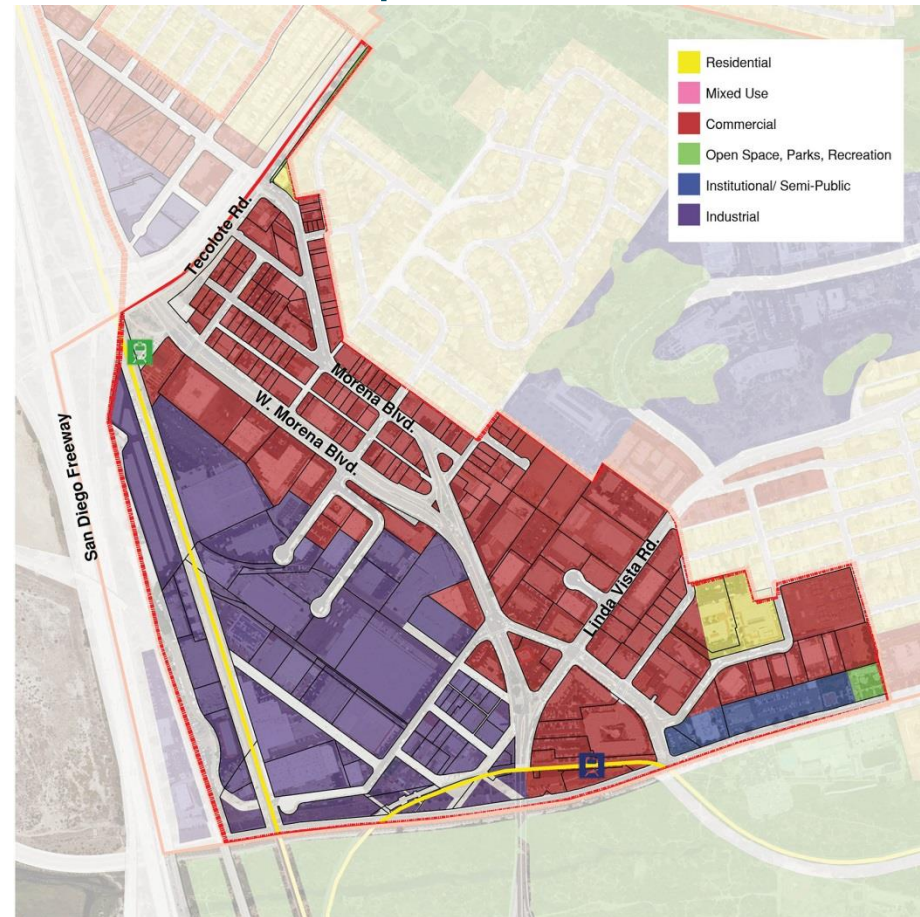 Residential
Mixed Use
Commercial
Open Space, Parks, Recreation
Institutional/ Semi-Public
Industrial
Tecolote Rd.
Morena Blvd.
W. Morena Blvd.
San Diego Freeway
Linda Vista Rd.